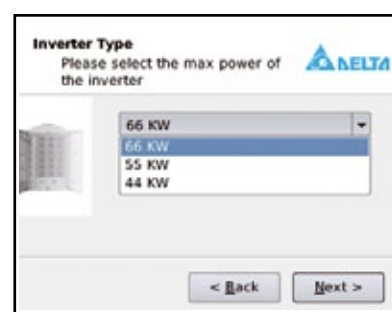 Inverter Type
Please select the max power of
the inverter
DELTA
66 KW
66 KW
55 KW
44 KW
< Back
Next >